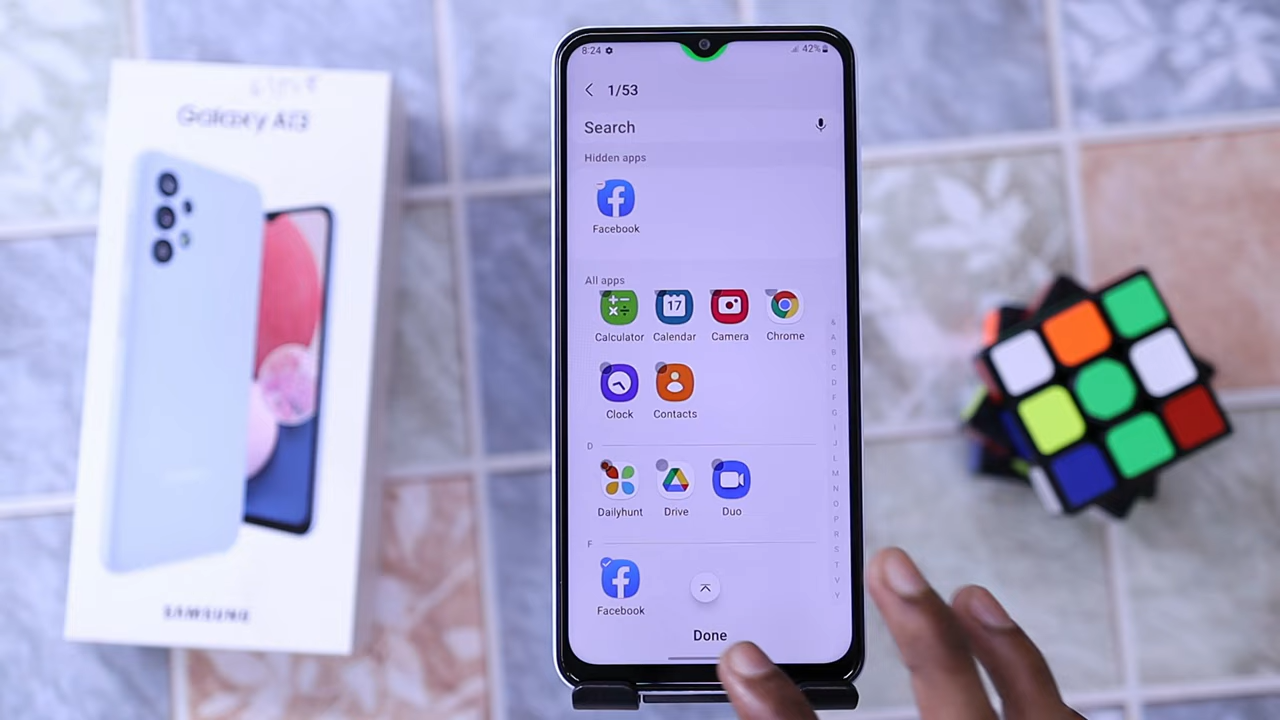 Galaxy A13
SAMSUNG
8:24
42%
1/53
Search
Hidden apps
Facebook
All apps
17
Calculator Calendar Camera Chrome
Clock Contacts
D
Dailyhunt Drive Duo
F
Facebook
Done
&
A
B
C
D
F
G
I
J
L
M
N
O
P
R
S
T
V
Y